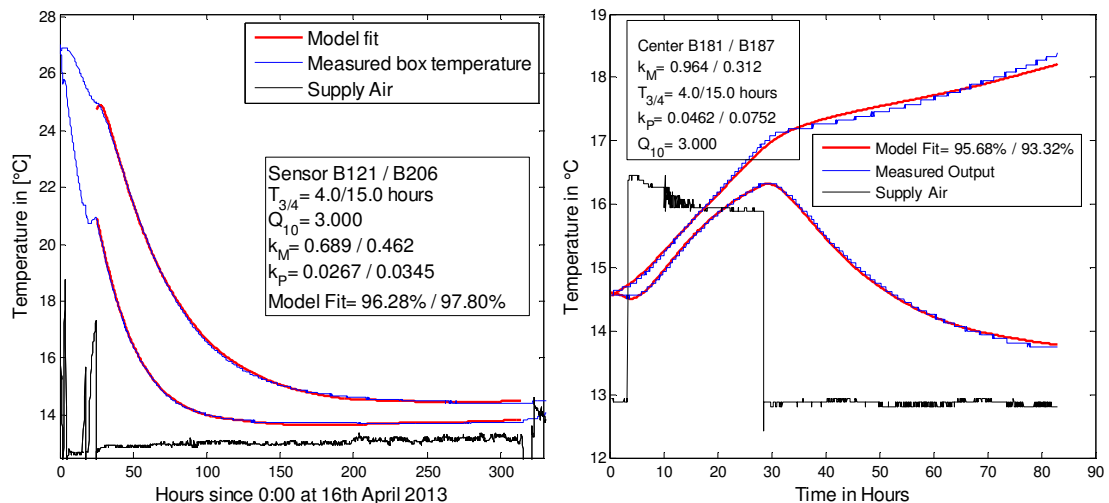 28
26
24
22
20
18
16
14
0
50
100
150
200
250
300
Temperature in [°C]
Hours since 0:00 at 16th April 2013
Model fit
Measured box temperature
Supply Air
Sensor B121 / B206
T3/4= 4.0/15.0 hours
Q10= 3.000
kM= 0.689 / 0.462
kP= 0.0267 / 0.0345
Model Fit= 96.28% / 97.80%
19
18
17
16
15
14
13
12
0
10
20
30
40
50
60
70
80
90
Temperature in °C
Time in Hours
Center B181 / B187
kM= 0.964 / 0.312
T3/4= 4.0/15.0 hours
kP= 0.0462 / 0.0752
Q10= 3.000
Model Fit= 95.68% / 93.32%
Measured Output
Supply Air